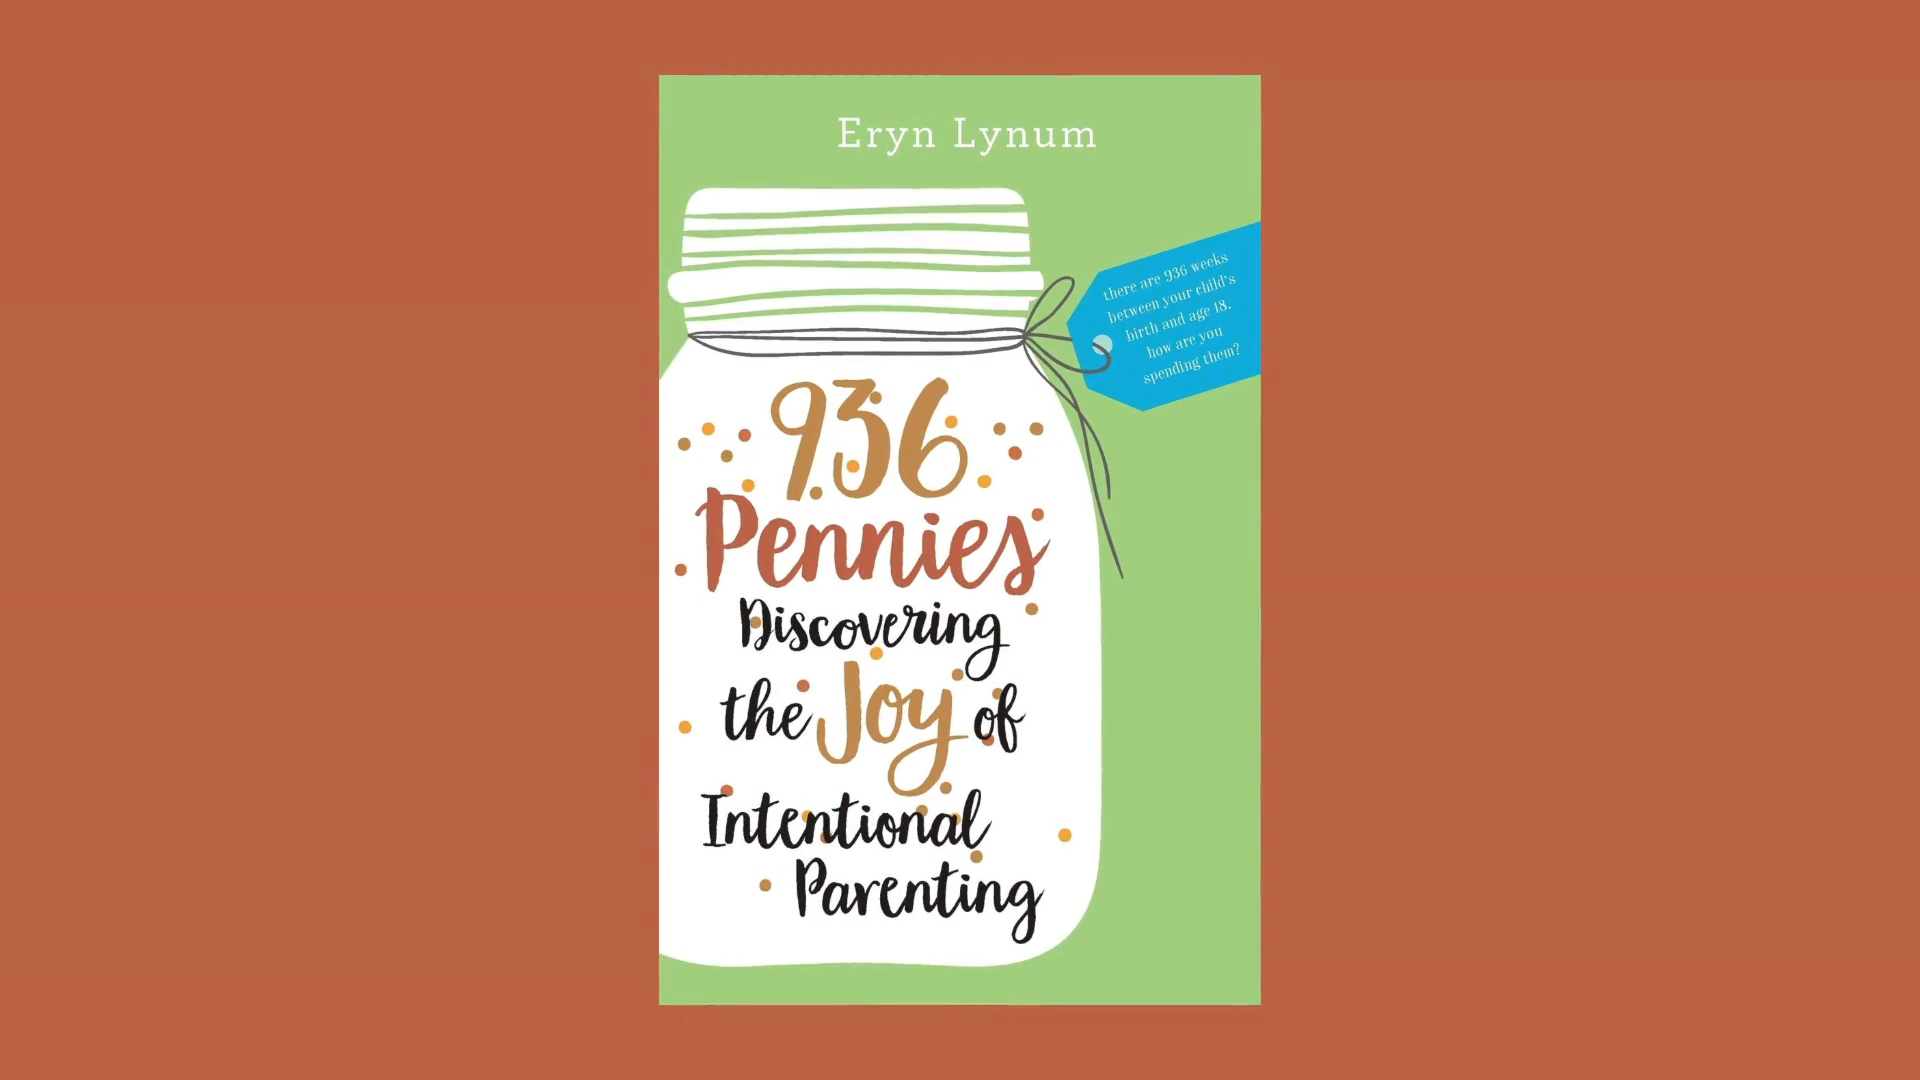 Eryn Lynum
there are 936 weeks
between your child's
birth and age 18.
how are you
spending them?
936
Pennies
Discovering
the Joy of
Intentional
Parenting